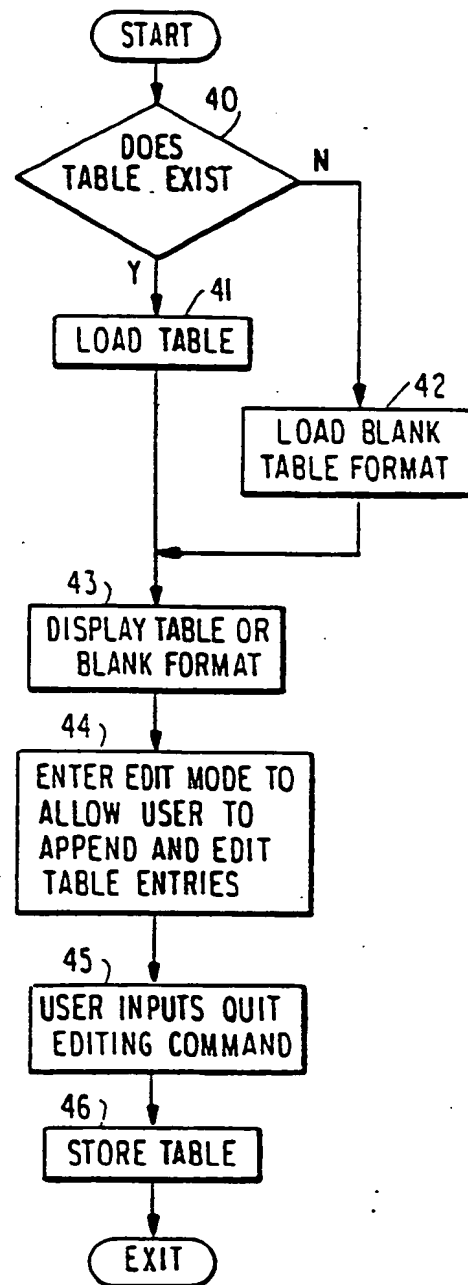 START
40
DOES
TABLE EXIST
N
Y
41
LOAD TABLE
42
LOAD BLANK
TABLE FORMAT
43
DISPLAY TABLE OR
BLANK FORMAT
44
ENTER EDIT MODE TO
ALLOW USER TO
APPEND AND EDIT
TABLE ENTRIES
45
USER INPUTS QUIT
EDITING COMMAND
46
STORE TABLE
EXIT